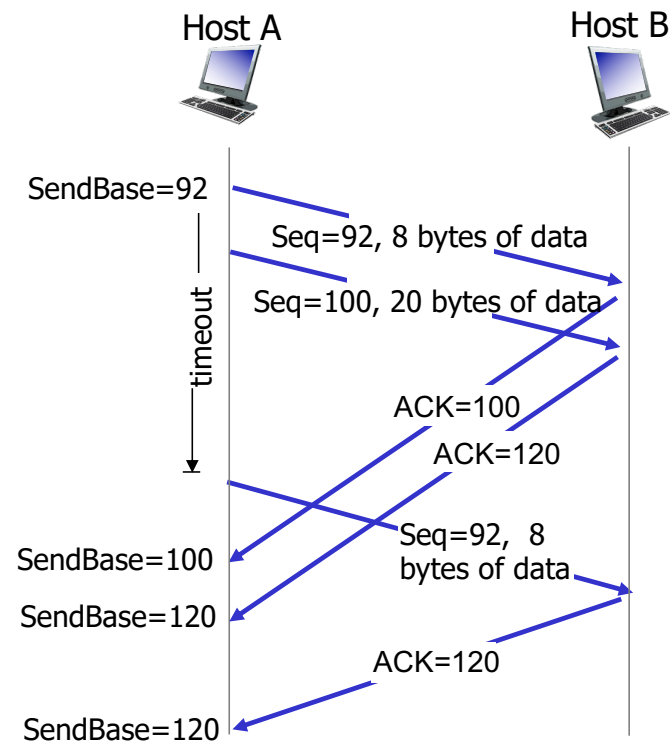 Host A
Host B
SendBase=92
Seq=92, 8 bytes of data
Seq=100, 20 bytes of data
timeout
ACK=100
ACK=120
Seq=92, 8
bytes of data
SendBase=100
SendBase=120
ACK=120
SendBase=120